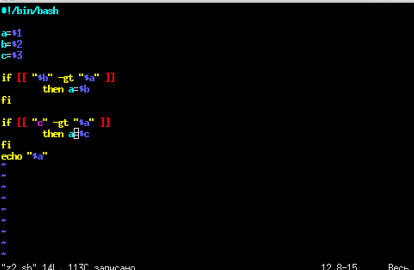 #!/bin/bash
a=$1
b=$2
c=$3
if [[ "$b" -gt "$a" ]]
then a=$b
fi
if [[ "c" -gt "$a" ]]
then a=$c
fi
echo "$a"
~
~
~
~
~
~
~
~
~
"z2.sh" 14L, 113C записано 12,8-15 Весь